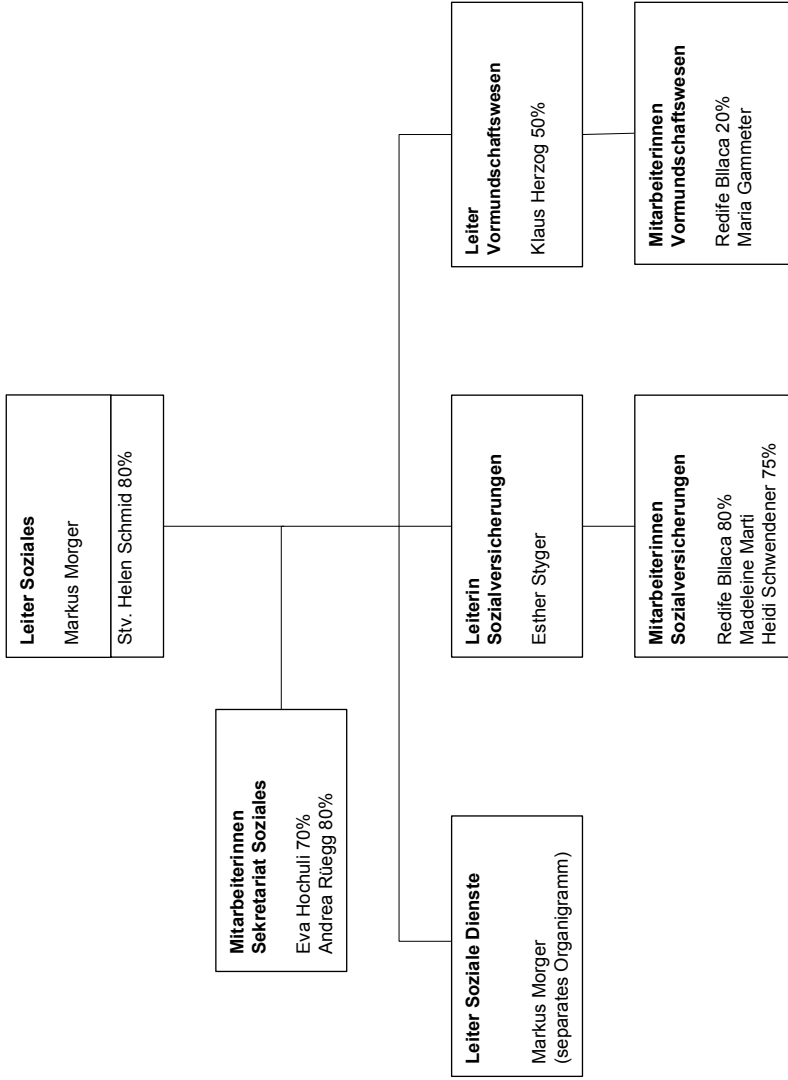 Leiter Soziales
Markus Morger
Stv. Helen Schmid 80%
Mitarbeiterinnen
Sekretariat Soziales
Eva Hochuli 70%
Andrea Rüegg 80%
Leiter Soziale Dienste
Markus Morger
(separates Organigramm)
Leiterin
Sozialversicherungen
Esther Styger
Leiter
Vormundschaftswesen
Klaus Herzog 50%
Mitarbeiterinnen
Sozialversicherungen
Redife Bllaca 80%
Madeleine Marti
Heidi Schwendener 75%
Mitarbeiterinnen
Vormundschaftswesen
Redife Bllaca 20%
Maria Gammeter